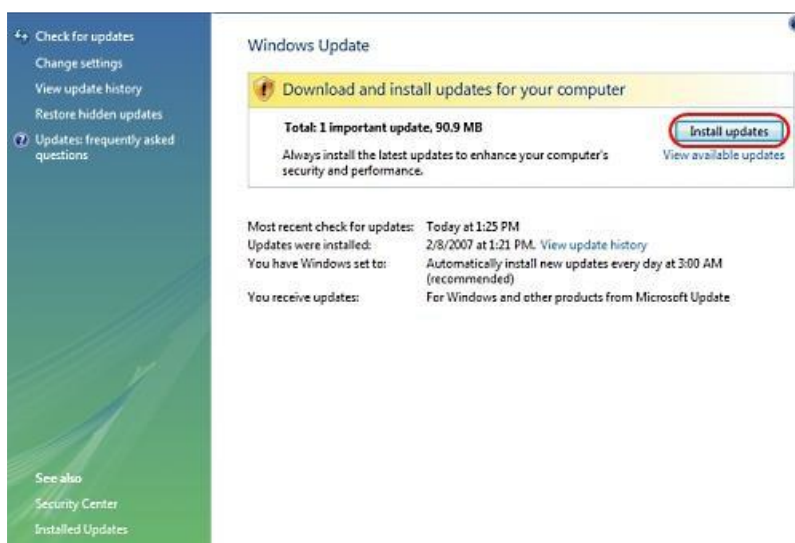 Check for updates
Change settings
View update history
Restore hidden updates
Updates: frequently asked
questions
See also
Security Center
Installed Updates
Windows Update
Download and install updates for your computer
Total: 1 important update, 90.9 MB
Install updates
Always install the latest updates to enhance your computer's
security and performance.
View available updates
Most recent check for updates: Today at 1:25 PM
Updates were installed: 2/8/2007 at 1:21 PM. View update history
You have Windows set to: Automatically install new updates every day at 3:00 AM
(recommended)
You receive updates: For Windows and other products from Microsoft Update